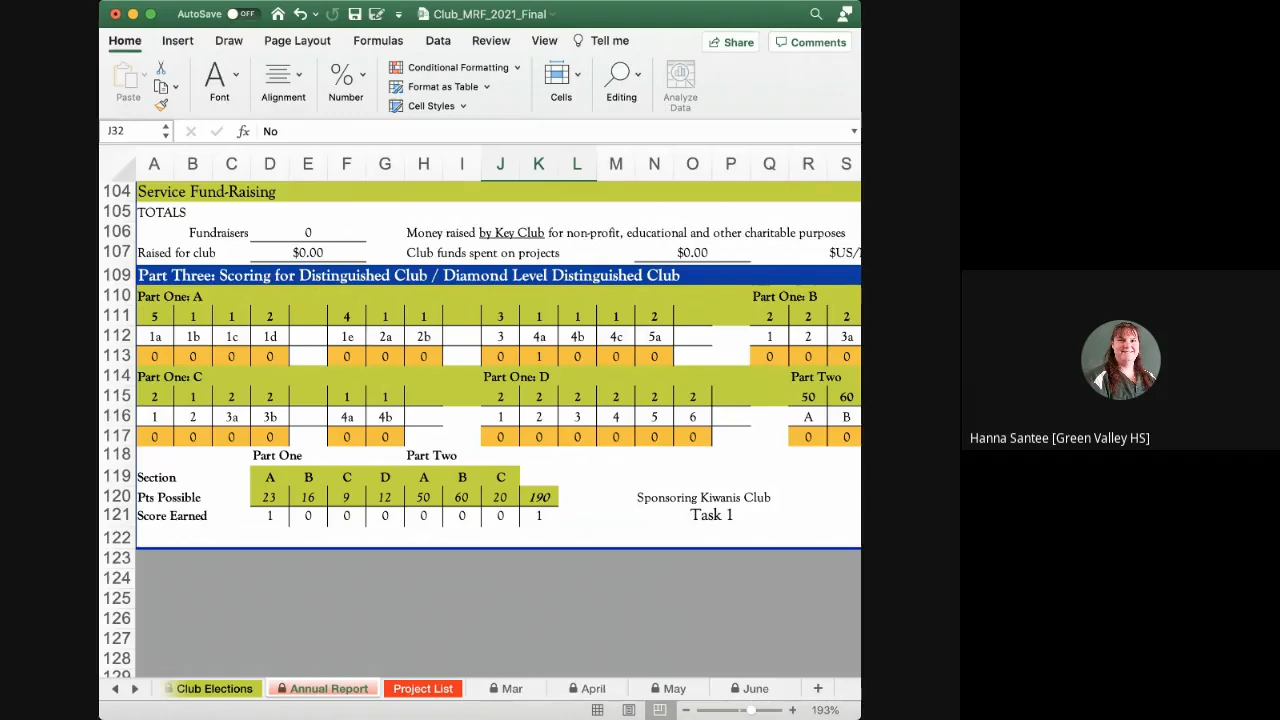 AutoSave OFF Club_MRF_2021_Final
Home Insert Draw Page Layout Formulas Data Review View Tell me Share Comments
Conditional Formatting
Format as Table
Cell Styles
Paste Font Alignment Number Cells Editing Analyze Data
J32 fx No
A B C D E F G H I J K L M N O P Q R S
104 Service Fund-Raising
105 TOTALS
106 Fundraisers 0 Money raised by Key Club for non-profit, educational and other charitable purposes
107 Raised for club $0.00 Club funds spent on projects $0.00
109 Part Three: Scoring for Distinguished Club / Diamond Level Distinguished Club
110 Part One: A Part One: B
111 5 1 1 2 4 1 1 3 1 1 1 2 2 2 2
112 1a 1b 1c 1d 1e 2a 2b 3 4a 4b 4c 5a 1 2 3a
113 0 0 0 0 0 0 0 0 1 0 0 0 0 0 0
114 Part One: C Part One: D Part Two
115 2 1 2 2 1 1 2 2 2 2 2 2 50 60
116 1 2 3a 3b 4a 4b 1 2 3 4 5 6 A B
117 0 0 0 0 0 0 0 0 0 0 0 0 0 0
118 Part One Part Two
119 Section A B C D A B C
120 Pts Possible 23 16 9 12 50 60 20 190 Sponsoring Kiwanis Club
121 Score Earned 1 0 0 0 0 0 0 1 Task 1
122
123
124
125
126
127
128
Club Elections Annual Report Project List Mar April May June +
193%
Hanna Santee [Green Valley HS]